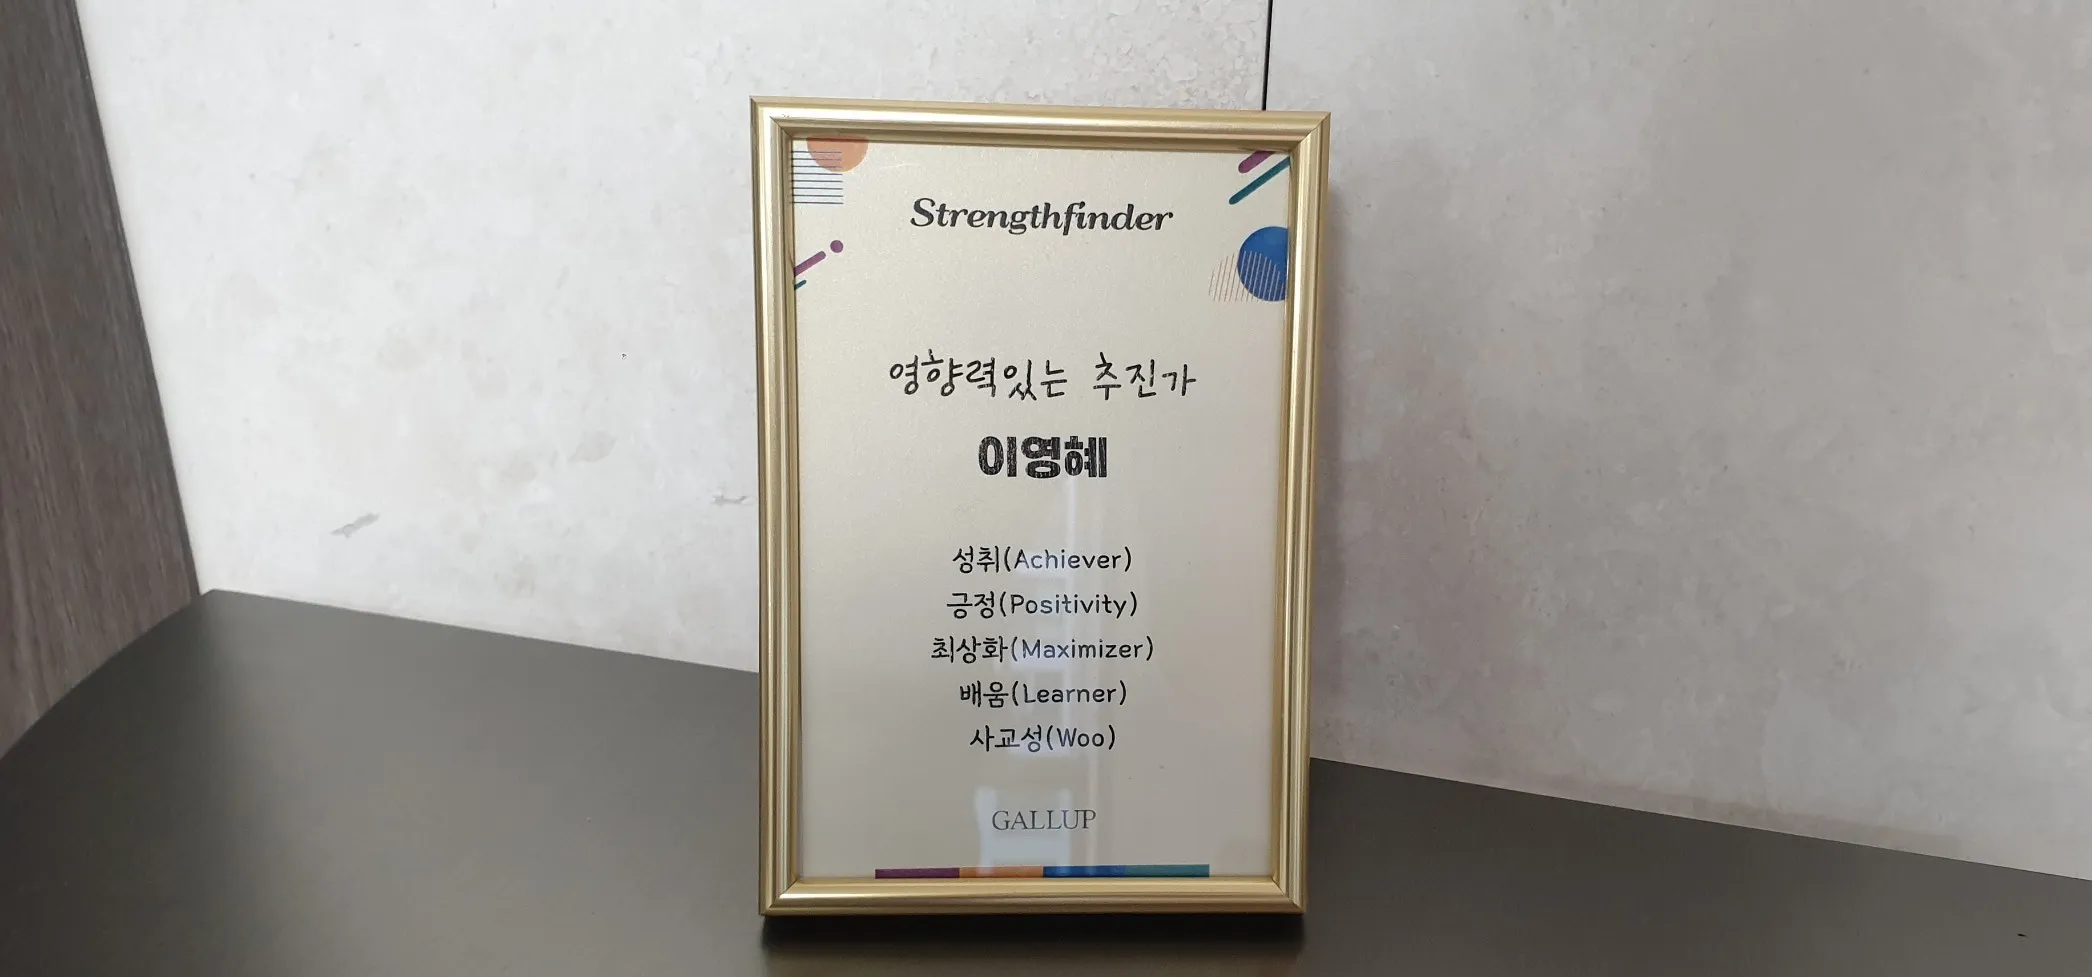 Strengthfinder
영향력있는 추진가
이영혜
성취(Achiever)
긍정(Positivity)
최상화(Maximizer)
배움(Learner)
사교성(Woo)
GALLUP